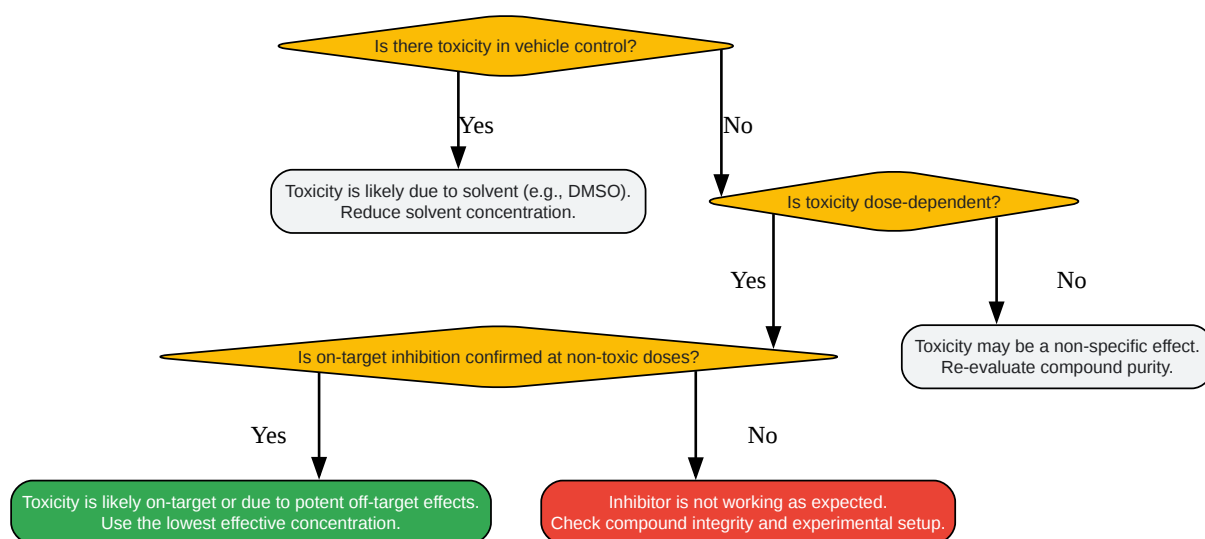 Is there toxicity in vehicle control?
Yes
No
Toxicity is likely due to solvent (e.g., DMSO).
Reduce solvent concentration.
Is toxicity dose-dependent?
Yes
No
Is on-target inhibition confirmed at non-toxic doses?
Toxicity may be a non-specific effect.
Re-evaluate compound purity.
Yes
No
Toxicity is likely on-target or due to potent off-target effects.
Use the lowest effective concentration.
Inhibitor is not working as expected.
Check compound integrity and experimental setup.